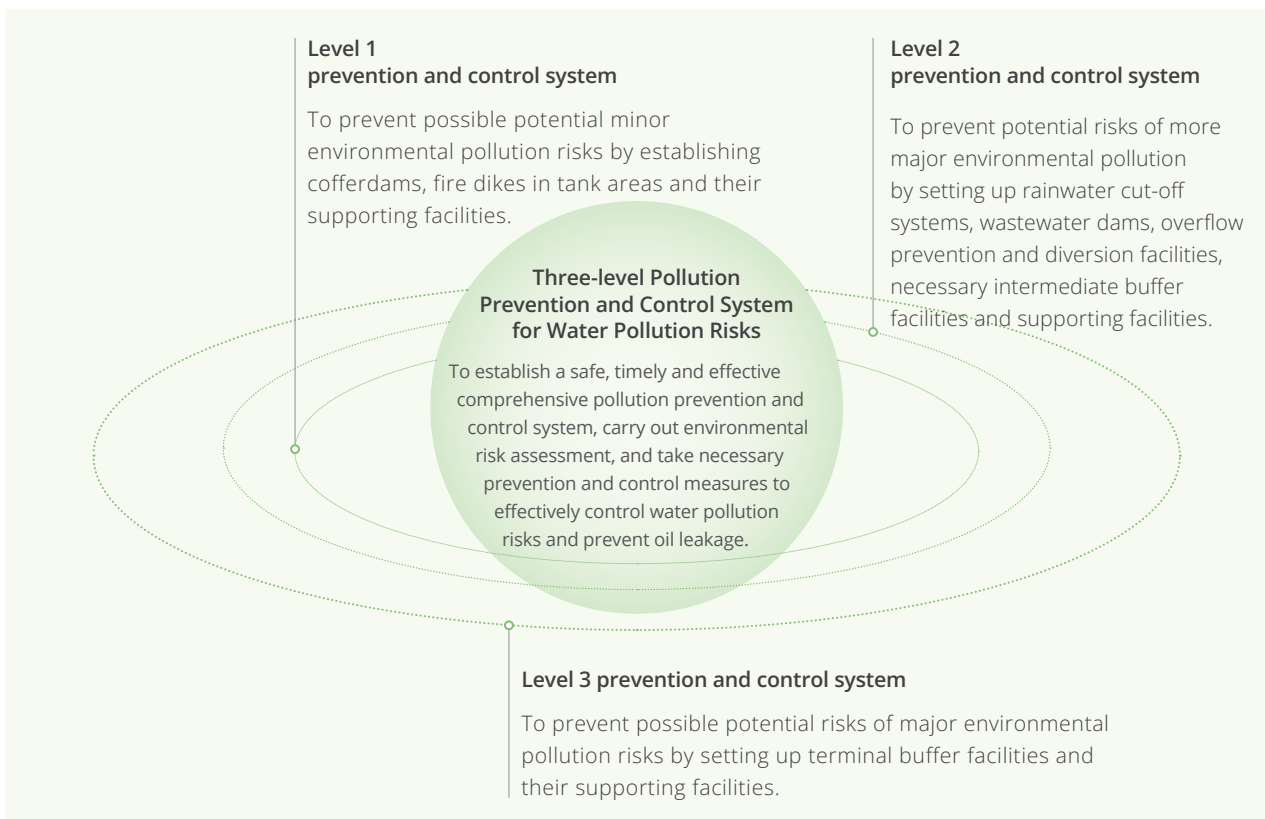 Level 1
prevention and control system
To prevent possible potential minor
environmental pollution risks by establishing
cofferdams, fire dikes in tank areas and their
supporting facilities.
Level 2
prevention and control system
To prevent potential risks of more
major environmental pollution
by setting up rainwater cut-off
systems, wastewater dams, overflow
prevention and diversion facilities,
necessary intermediate buffer
facilities and supporting facilities.
Three-level Pollution
Prevention and Control System
for Water Pollution Risks
To establish a safe, timely and effective
comprehensive pollution prevention and
control system, carry out environmental
risk assessment, and take necessary
prevention and control measures to
effectively control water pollution
risks and prevent oil leakage.
Level 3 prevention and control system
To prevent possible potential risks of major environmental
pollution risks by setting up terminal buffer facilities and
their supporting facilities.